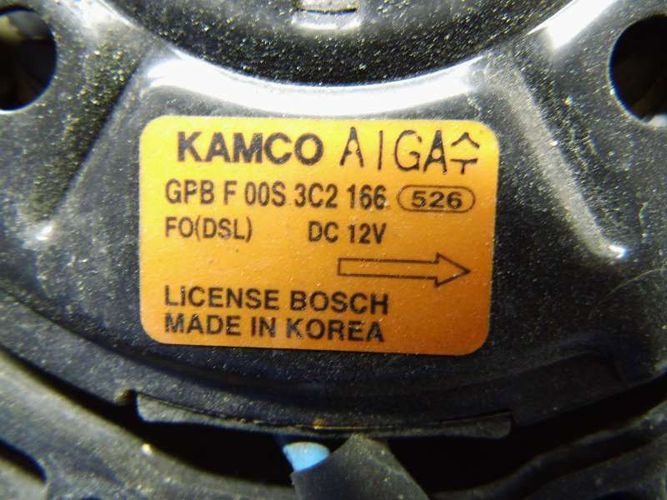 KAMCO AIGA수
GPB F 00S 3C2 166 526
FO(DSL) DC 12V
LICENSE BOSCH
MADE IN KOREA